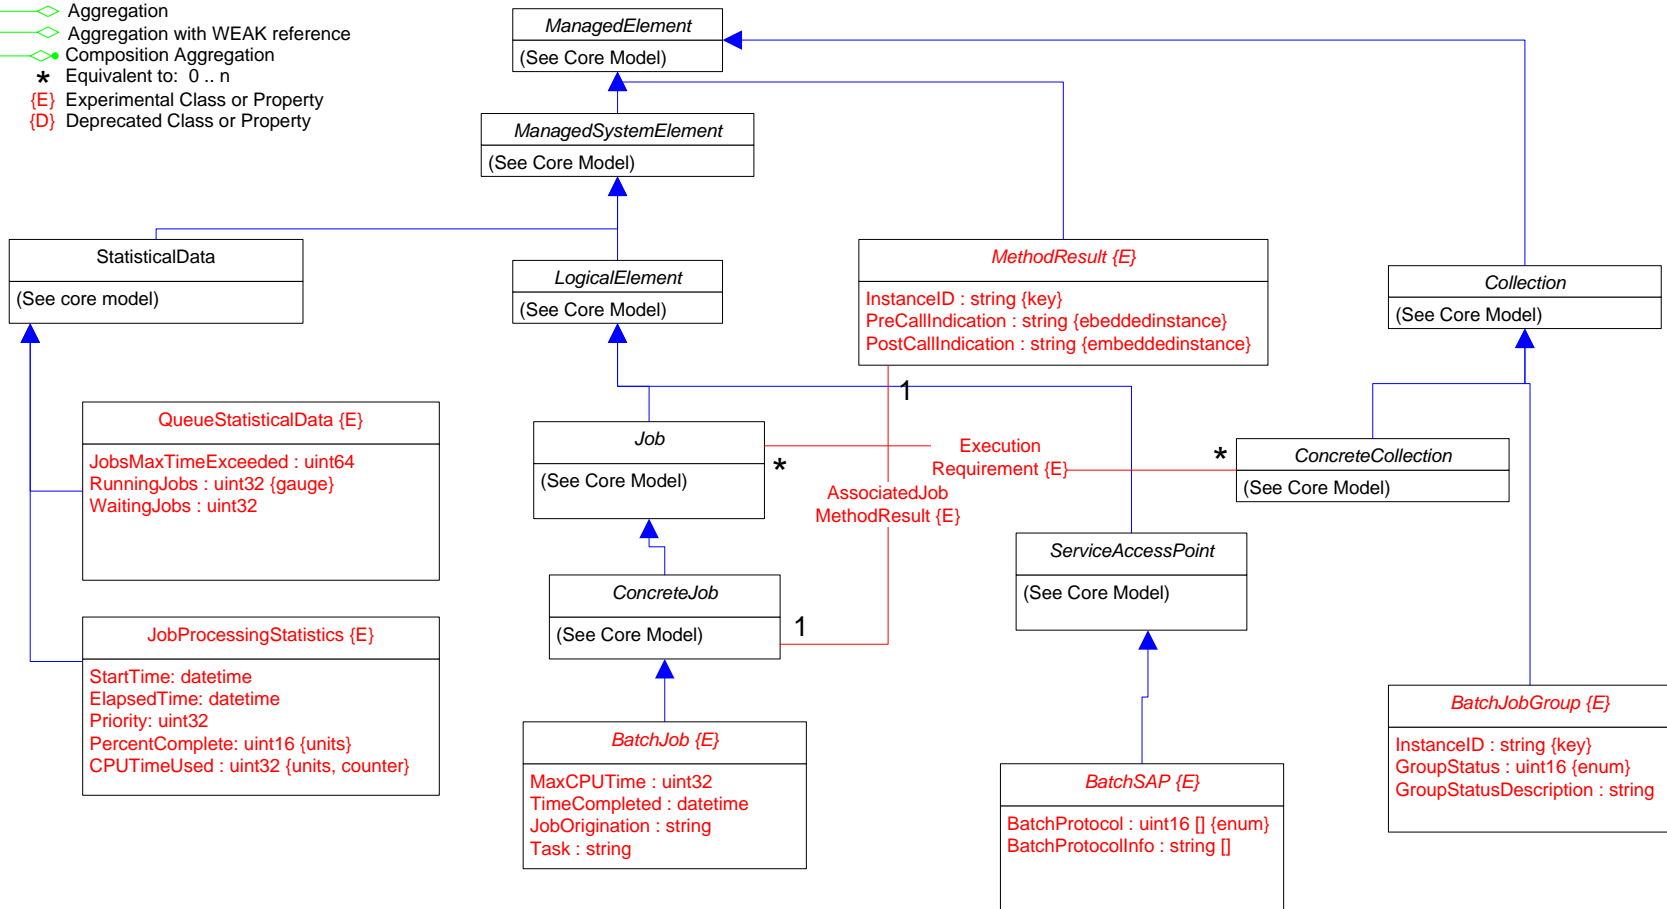 Aggregation
Aggregation with WEAK reference
Composition Aggregation
* Equivalent to: 0 .. n
{E} Experimental Class or Property
{D} Deprecated Class or Property
ManagedElement
(See Core Model)
ManagedSystemElement
(See Core Model)
StatisticalData
(See core model)
LogicalElement
(See Core Model)
MethodResult {E}
InstanceID : string {key}
PreCallIndication : string {ebeddedinstance}
PostCallIndication : string {embeddedinstance}
Collection
(See Core Model)
1
QueueStatisticalData {E}
JobsMaxTimeExceeded : uint64
RunningJobs : uint32 {gauge}
WaitingJobs : uint32
Job
(See Core Model)
*
Execution
Requirement {E}
*
ConcreteCollection
(See Core Model)
AssociatedJob
MethodResult {E}
ServiceAccessPoint
(See Core Model)
ConcreteJob
(See Core Model)
1
JobProcessingStatistics {E}
StartTime: datetime
ElapsedTime: datetime
Priority: uint32
PercentComplete: uint16 {units}
CPUTimeUsed : uint32 {units, counter}
BatchJob {E}
MaxCPUTime : uint32
TimeCompleted : datetime
JobOrigination : string
Task : string
BatchSAP {E}
BatchProtocol : uint16 [] {enum}
BatchProtocolInfo : string []
BatchJobGroup {E}
InstanceID : string {key}
GroupStatus : uint16 {enum}
GroupStatusDescription : string